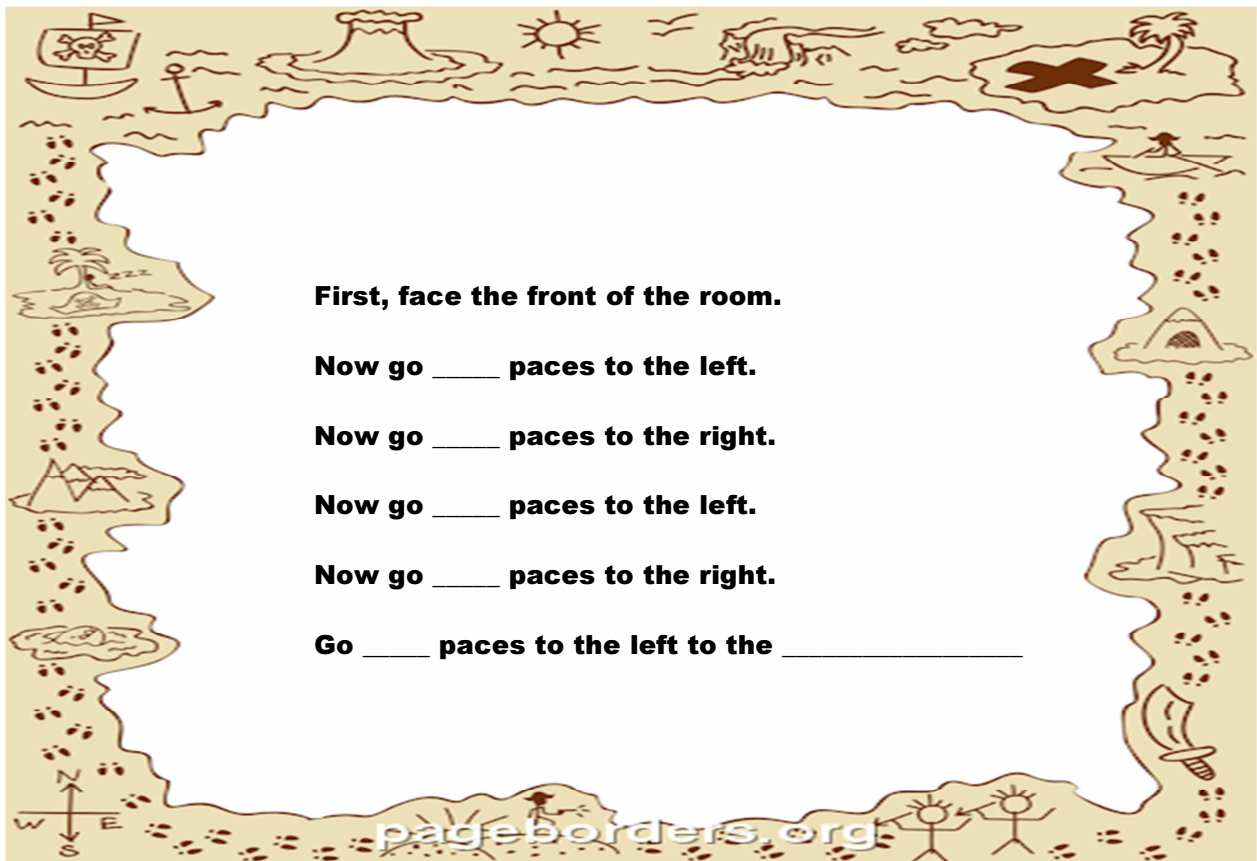 First, face the front of the room.
Now go _____ paces to the left.
Now go _____ paces to the right.
Now go _____ paces to the left.
Now go _____ paces to the right.
Go _____ paces to the left to the __________________
zzz
N
W E
S
pageborders.org